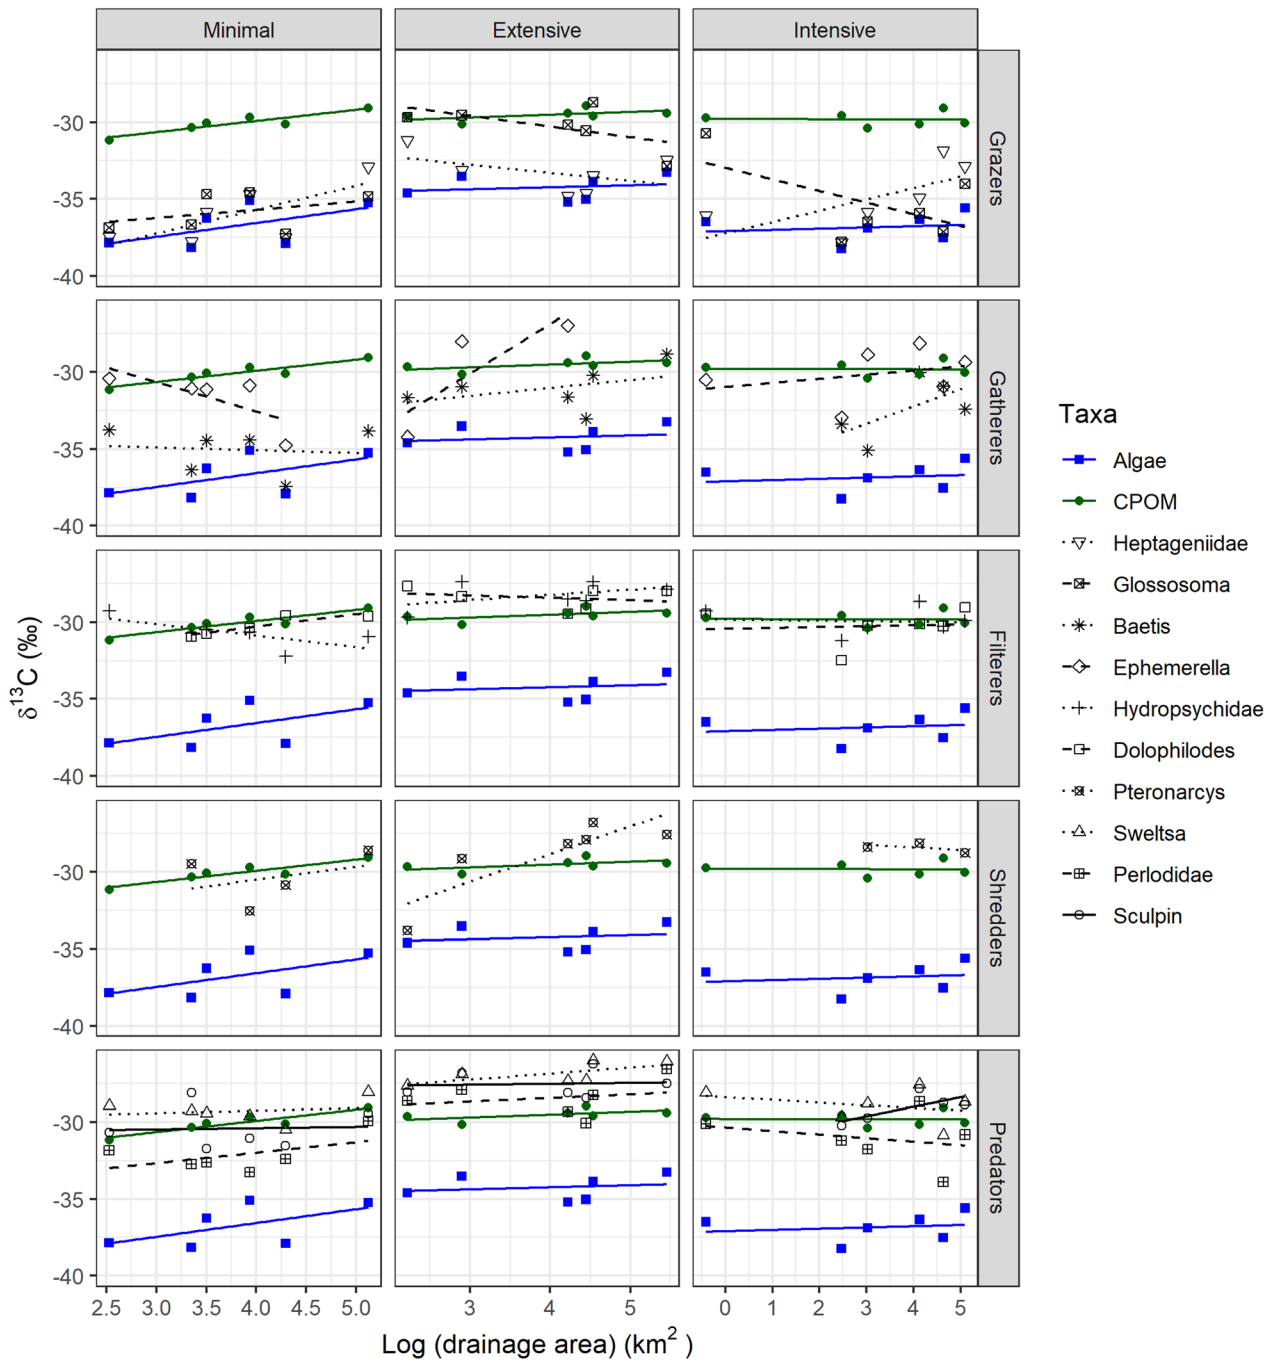 Minimal Extensive Intensive
-30
-35
-40
Grazers
-30
-35
-40
Gatherers
-30
-35
-40
Filterers
-30
-35
-40
Shredders
-30
-35
-40
Predators
δ¹³C (‰)
2.5 3.0 3.5 4.0 4.5 5.0 3 4 5 0 1 2 3 4 5
Log (drainage area) (km² )
Taxa
Algae
CPOM
Heptageniidae
Glossosoma
Baetis
Ephemerella
Hydropsychidae
Dolophilodes
Pteronarcys
Sweltsa
Perlodidae
Sculpin